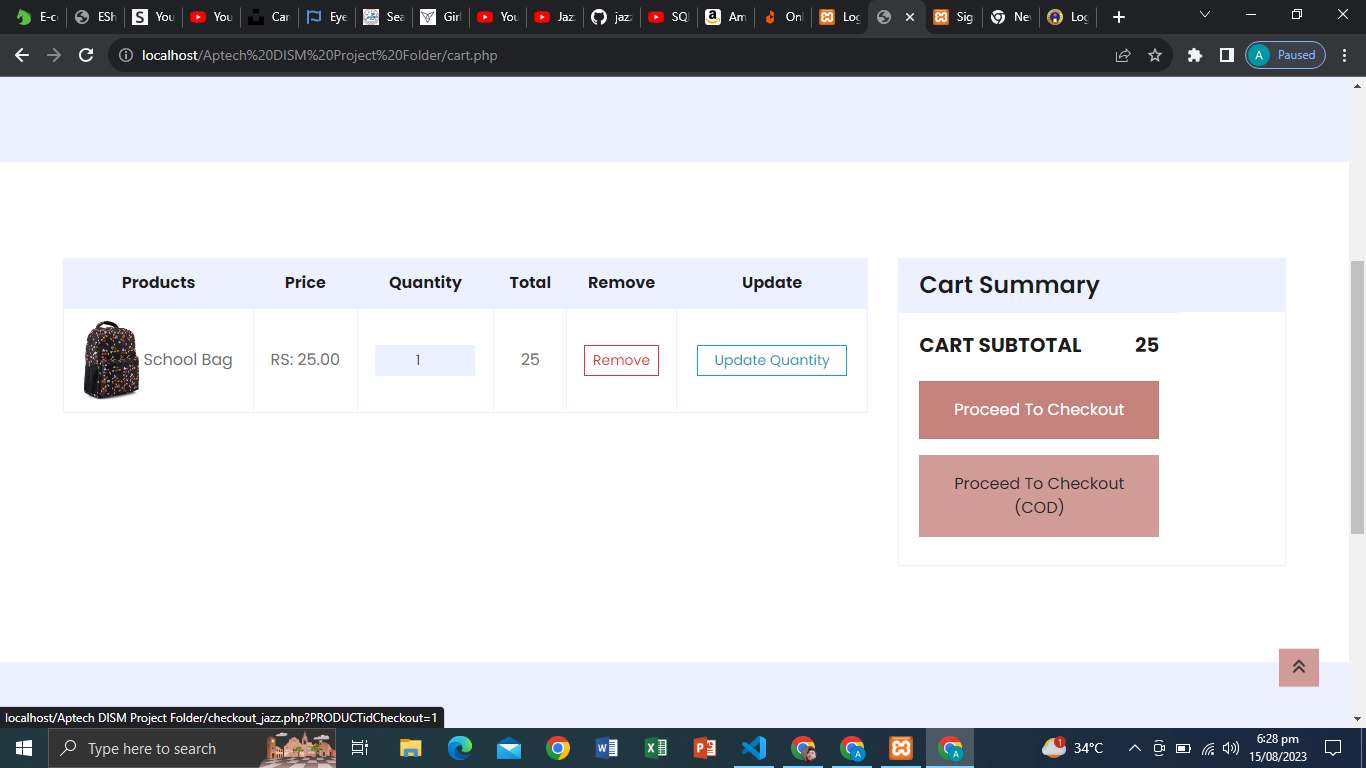 E-c
ESh
You
You
Car
Eye
Sea
Girl
You
Jaz
jaz
SQ
Am
Onl
Log
Sig
Nev
Log
localhost/Aptech%20DISM%20Project%20Folder/cart.php
A Paused
Products Price Quantity Total Remove Update
School Bag RS: 25.00 1 25 Remove Update Quantity
Cart Summary
CART SUBTOTAL 25
Proceed To Checkout
Proceed To Checkout
(COD)
localhost/Aptech DISM Project Folder/checkout_jazz.php?PRODUCTidCheckout=1
Type here to search
34°C
6:28 pm
15/08/2023